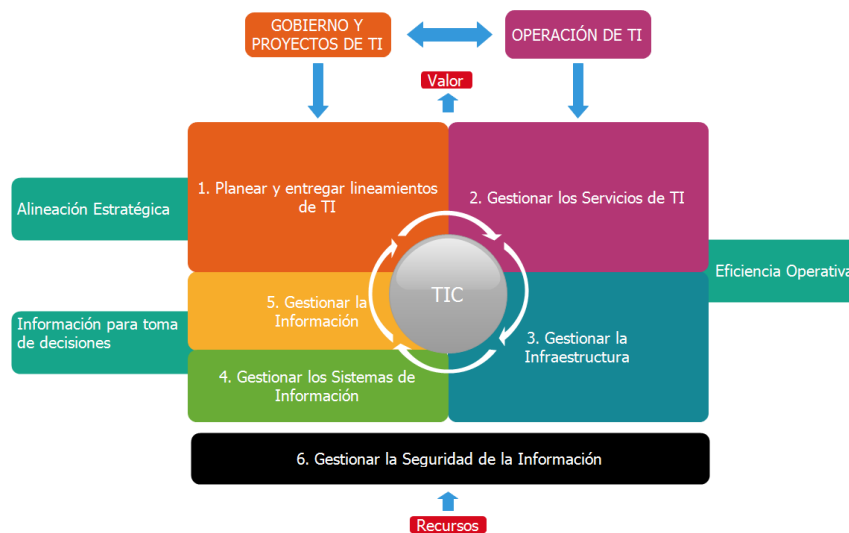 GOBIERNO Y
PROYECTOS DE TI
OPERACIÓN DE TI
Valor
1. Planear y entregar lineamientos
de TI
2. Gestionar los Servicios de TI
Alineación Estratégica
Eficiencia Operativa
TIC
5. Gestionar la
Información
Información para toma
de decisiones
3. Gestionar la
Infraestructura
4. Gestionar los Sistemas de
Información
6. Gestionar la Seguridad de la Información
Recursos